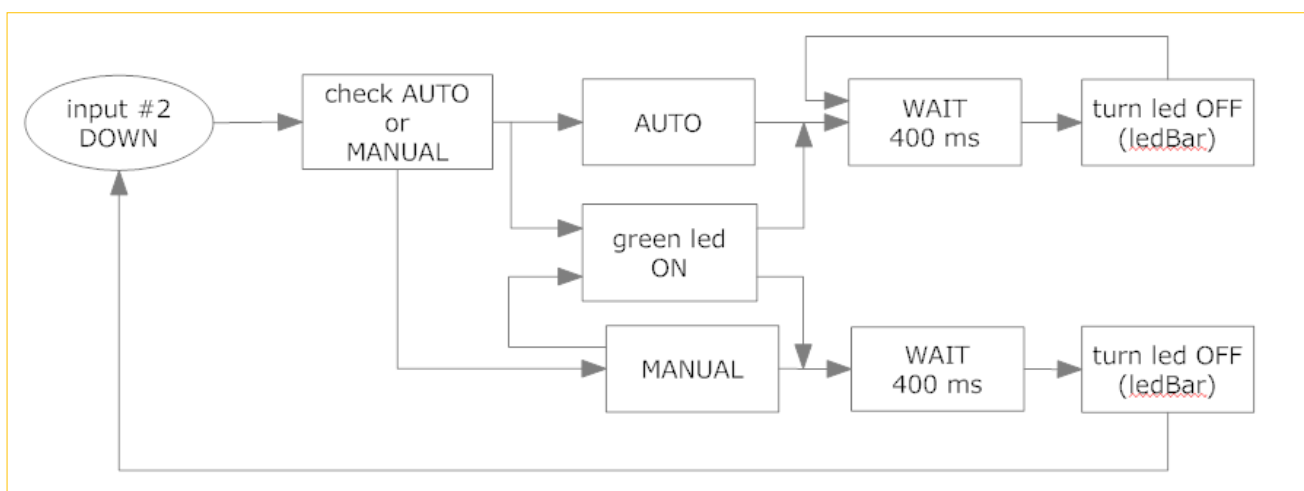 input #2
DOWN
check AUTO
or
MANUAL
AUTO
WAIT
400 ms
turn led OFF
(ledBar)
green led
ON
MANUAL
WAIT
400 ms
turn led OFF
(ledBar)